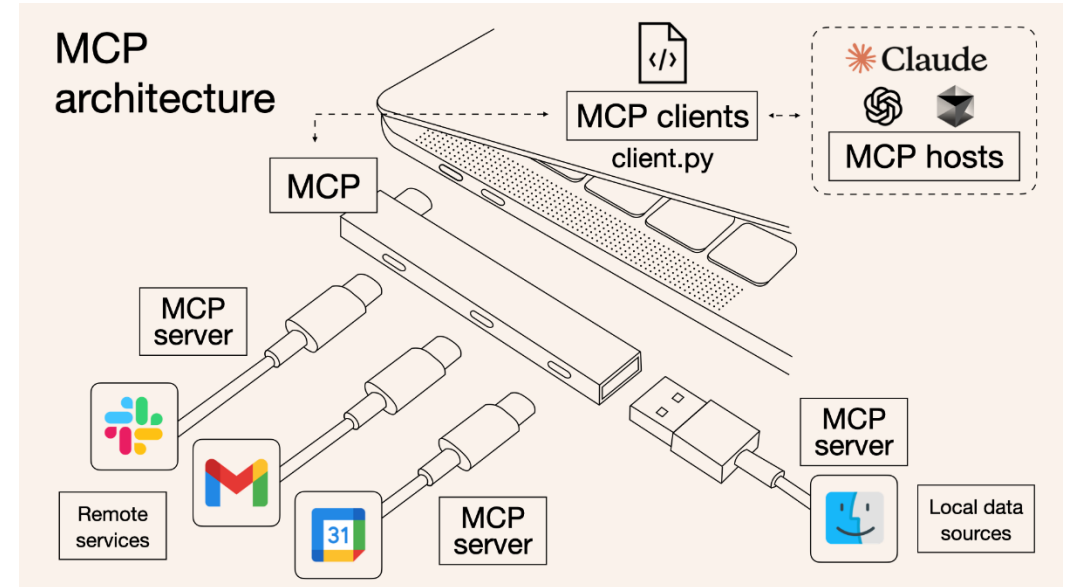 MCP
architecture
</>
MCP clients
client.py
Claude
MCP hosts
MCP
MCP
server
Remote
services
31
MCP
server
MCP
server
Local data
sources